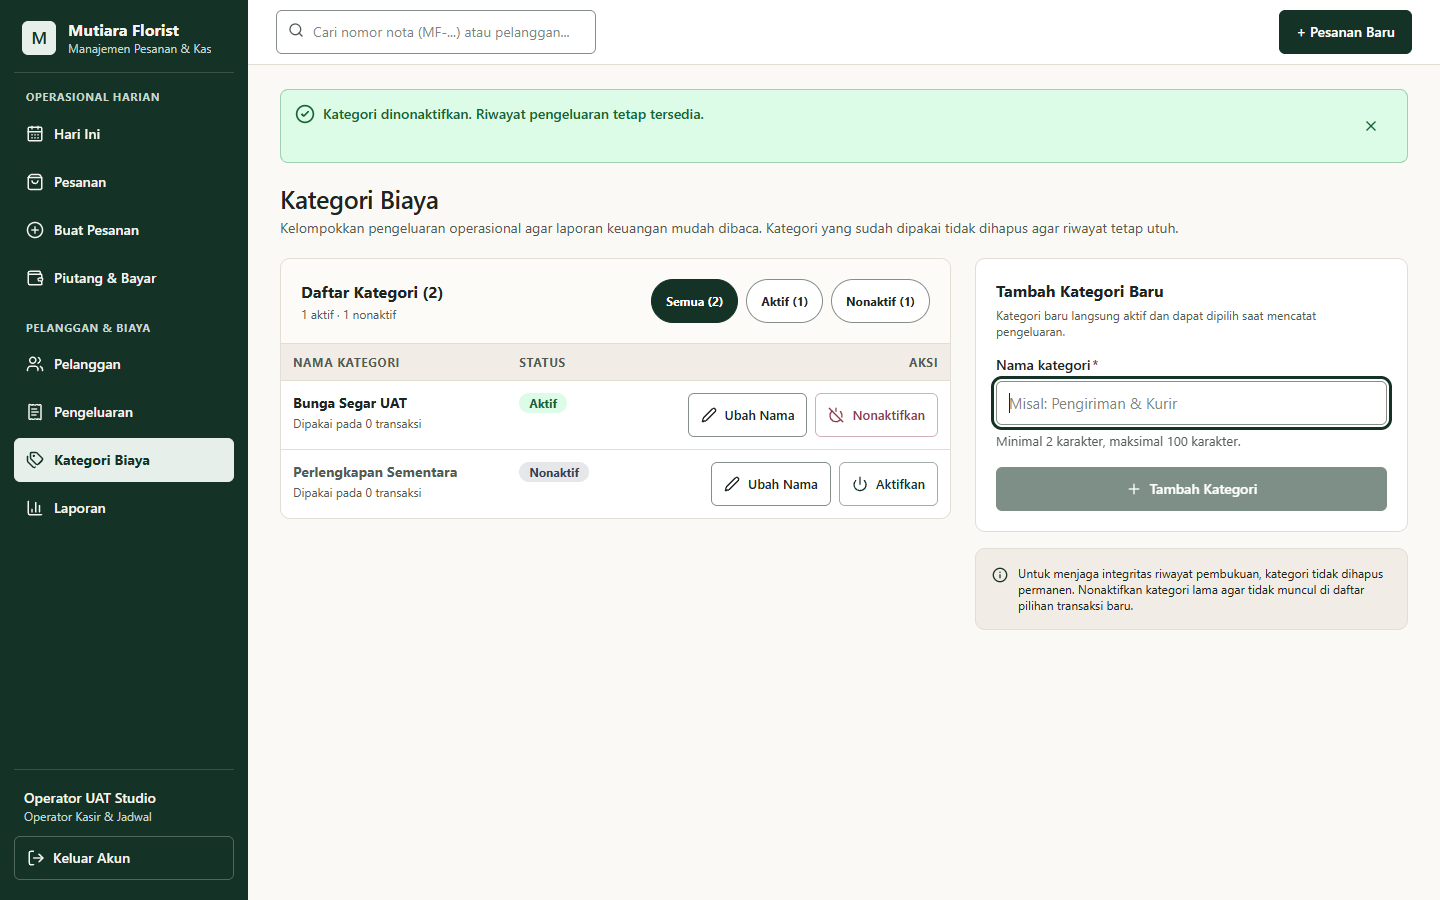 M
Mutiara Florist
Manajemen Pesanan & Kas
OPERASIONAL HARIAN
Hari Ini
Pesanan
Buat Pesanan
Piutang & Bayar
PELANGGAN & BIAYA
Pelanggan
Pengeluaran
Kategori Biaya
Laporan
Operator UAT Studio
Operator Kasir & Jadwal
Keluar Akun
Cari nomor nota (MF-...) atau pelanggan...
+ Pesanan Baru
Kategori dinonaktifkan. Riwayat pengeluaran tetap tersedia.
Kategori Biaya
Kelompokkan pengeluaran operasional agar laporan keuangan mudah dibaca. Kategori yang sudah dipakai tidak dihapus agar riwayat tetap utuh.
Daftar Kategori (2)
1 aktif · 1 nonaktif
Semua (2)
Aktif (1)
Nonaktif (1)
NAMA KATEGORI STATUS AKSI
Bunga Segar UAT
Dipakai pada 0 transaksi
Aktif
Ubah Nama
Nonaktifkan
Perlengkapan Sementara
Dipakai pada 0 transaksi
Nonaktif
Ubah Nama
Aktifkan
Tambah Kategori Baru
Kategori baru langsung aktif dan dapat dipilih saat mencatat
pengeluaran.
Nama kategori*
Misal: Pengiriman & Kurir
Minimal 2 karakter, maksimal 100 karakter.
+ Tambah Kategori
Untuk menjaga integritas riwayat pembukuan, kategori tidak dihapus
permanen. Nonaktifkan kategori lama agar tidak muncul di daftar
pilihan transaksi baru.